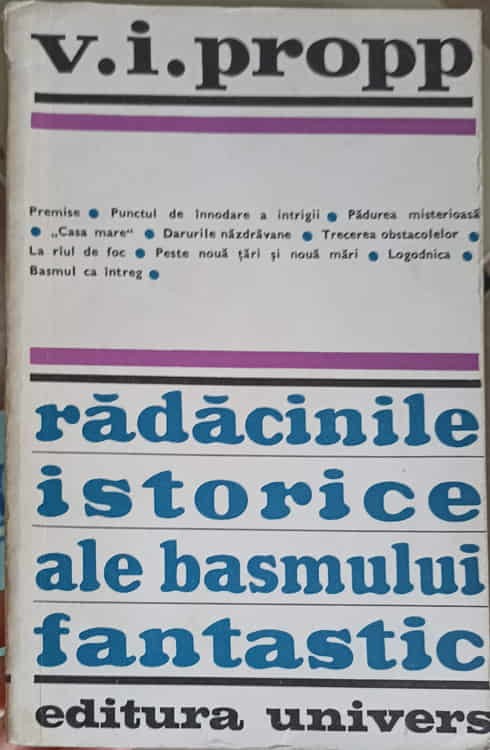 v.i.propp
Premise ● Punctul de înnodare a intrigii ● Pădurea misterioasă
● „Casa mare“ ● Darurile năzdrăvane ● Trecerea obstacolelor ●
La rîul de foc ● Peste nouă țări și nouă mări ● Logodnica ●
Basmul ca întreg ●
rădăcinile
istorice
ale basmului
fantastic
editura univers